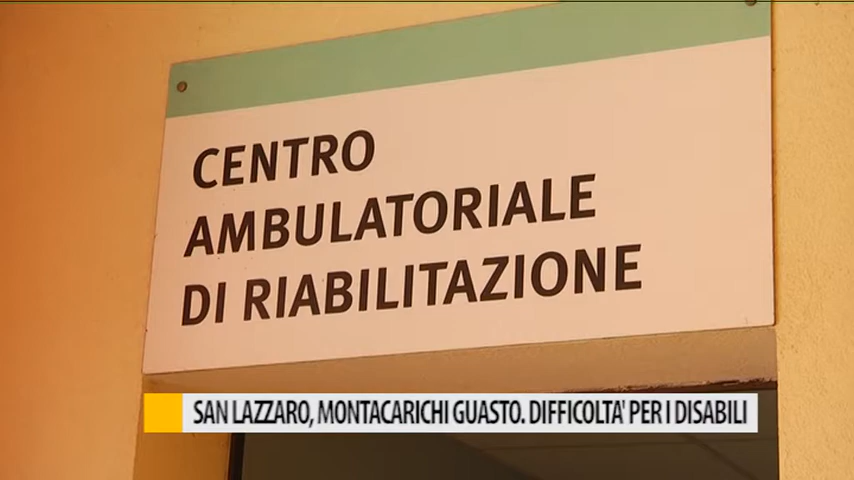 CENTRO
AMBULATORIALE
DI RIABILITAZIONE
SAN LAZZARO, MONTACARICHI GUASTO. DIFFICOLTA' PER I DISABILI